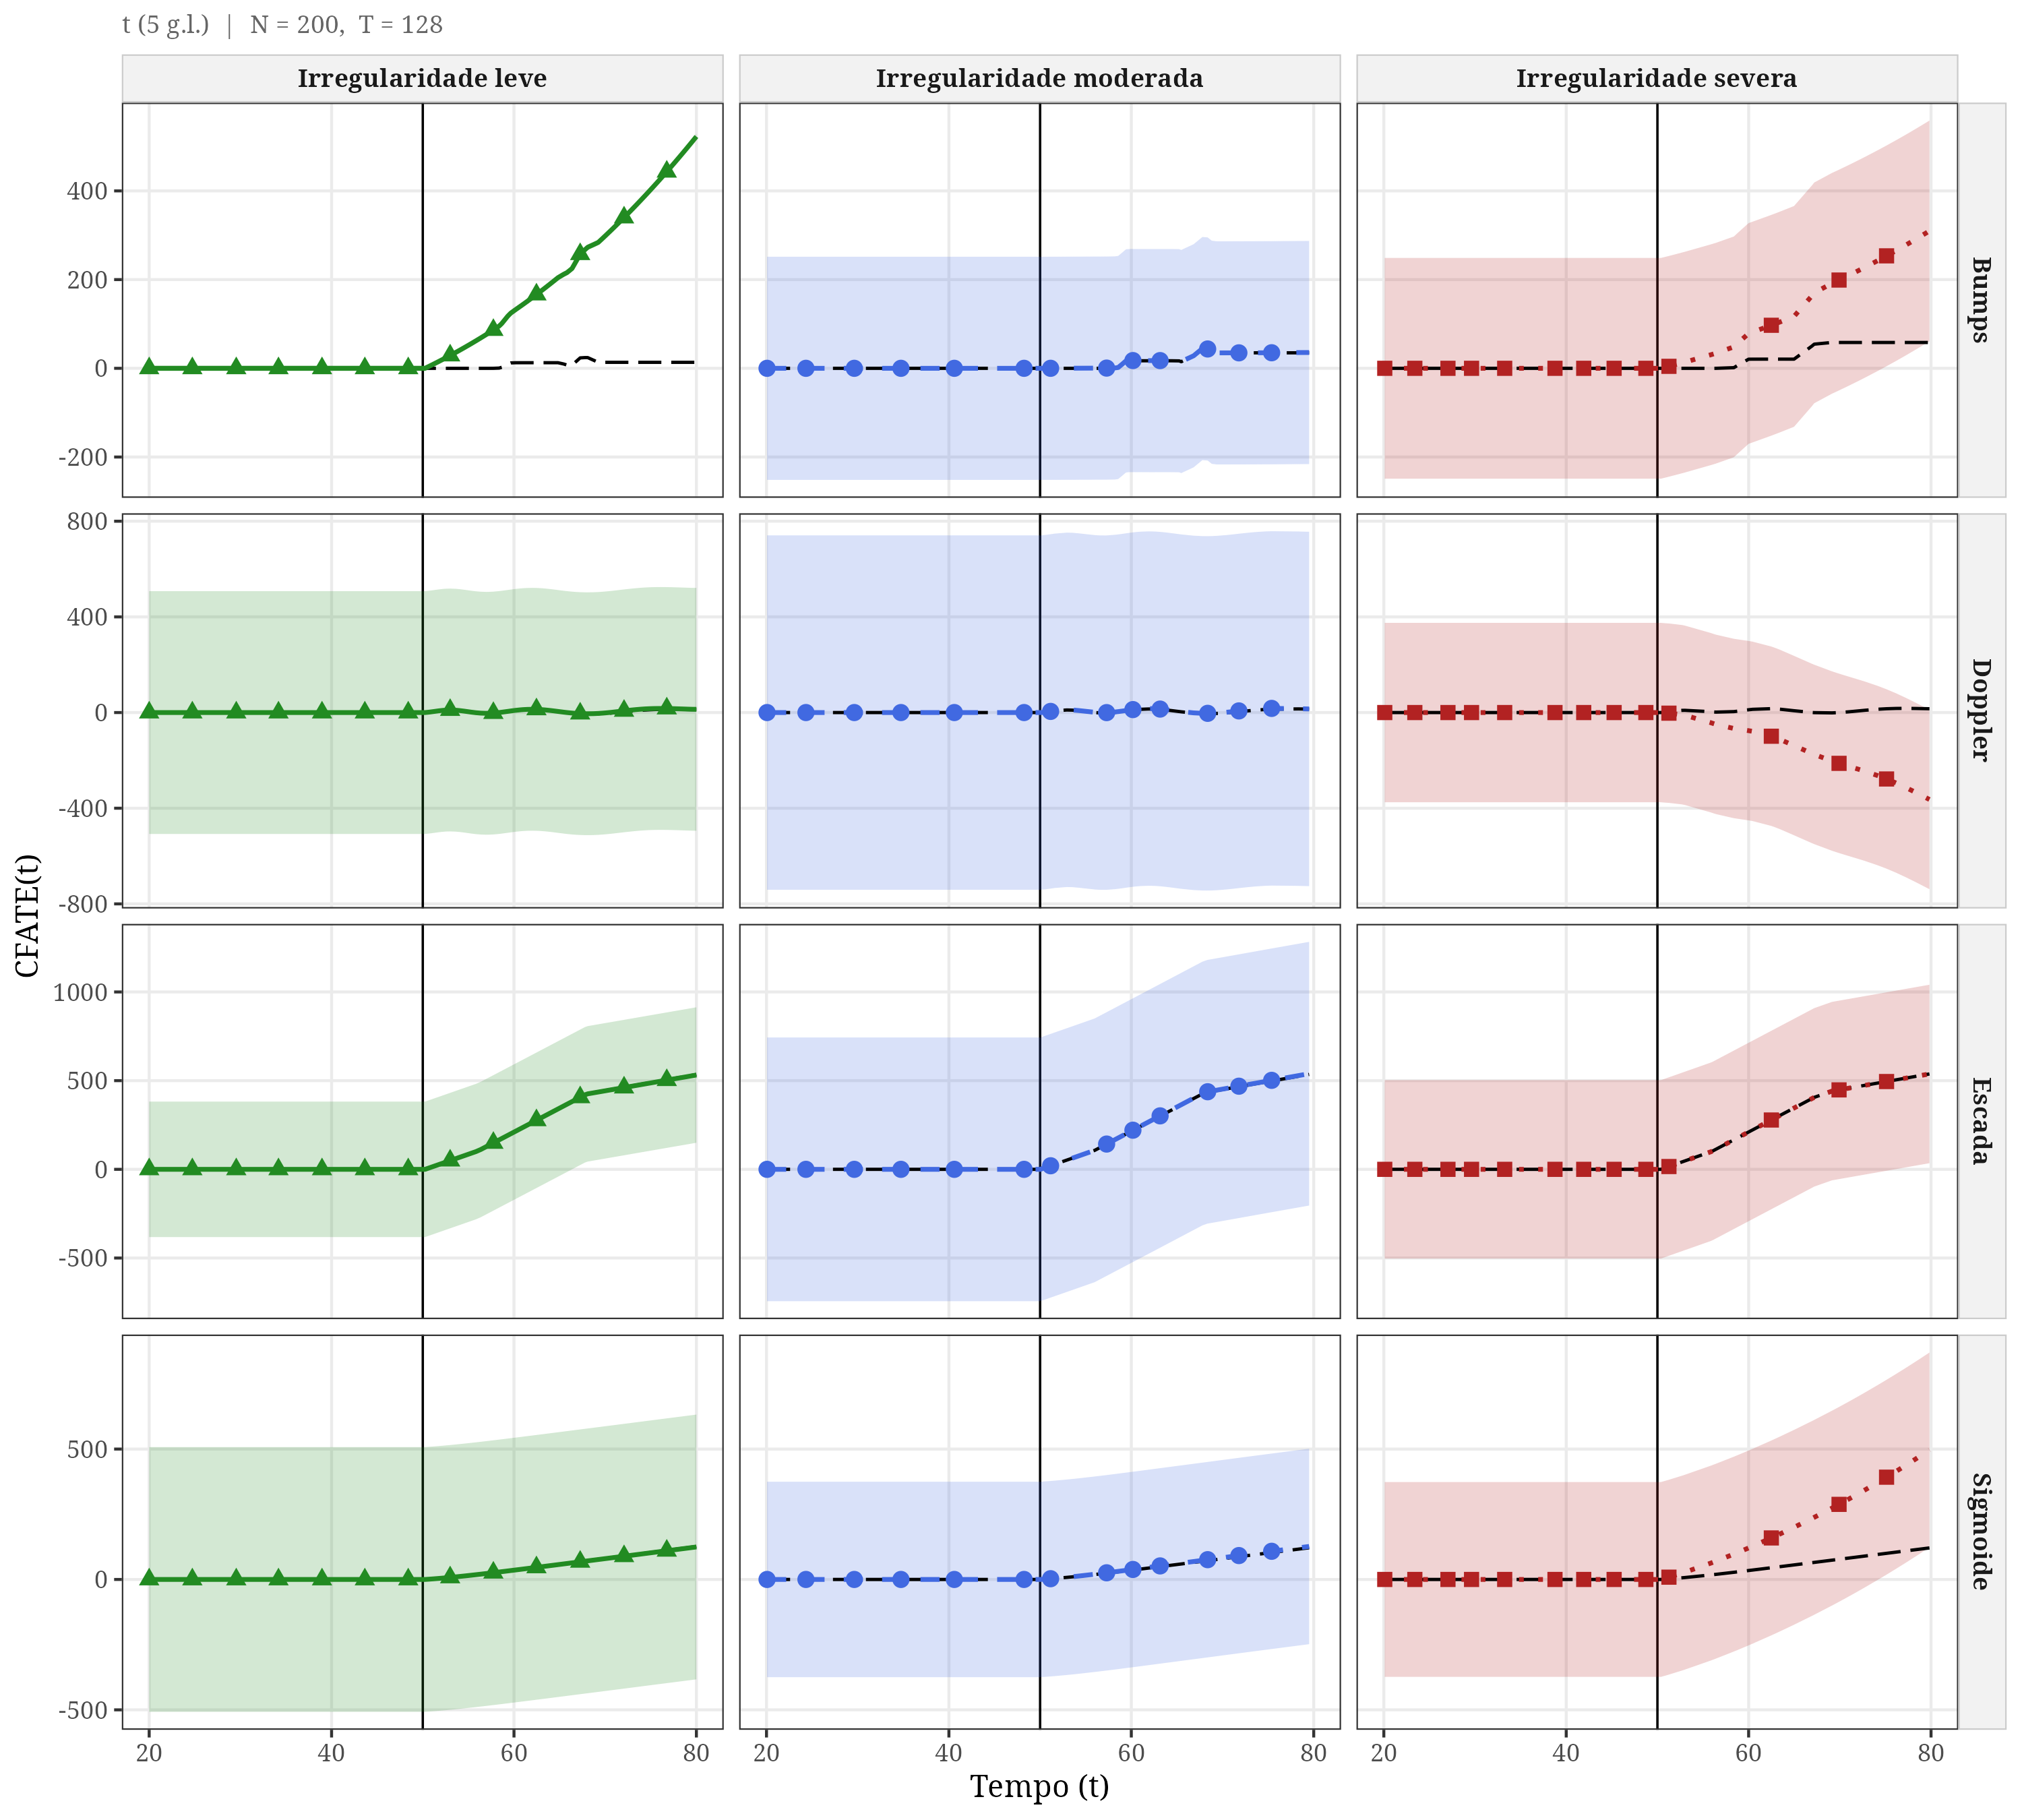 t (5 g.l.) | N = 200, T = 128
Irregularidade leve
Irregularidade moderada
Irregularidade severa
400
200
0
-200
Bumps
800
400
0
-400
-800
Doppler
CFATE(t)
1000
500
0
-500
Escada
500
0
-500
Sigmoide
20 40 60 80
20 40 60 80
20 40 60 80
Tempo (t)